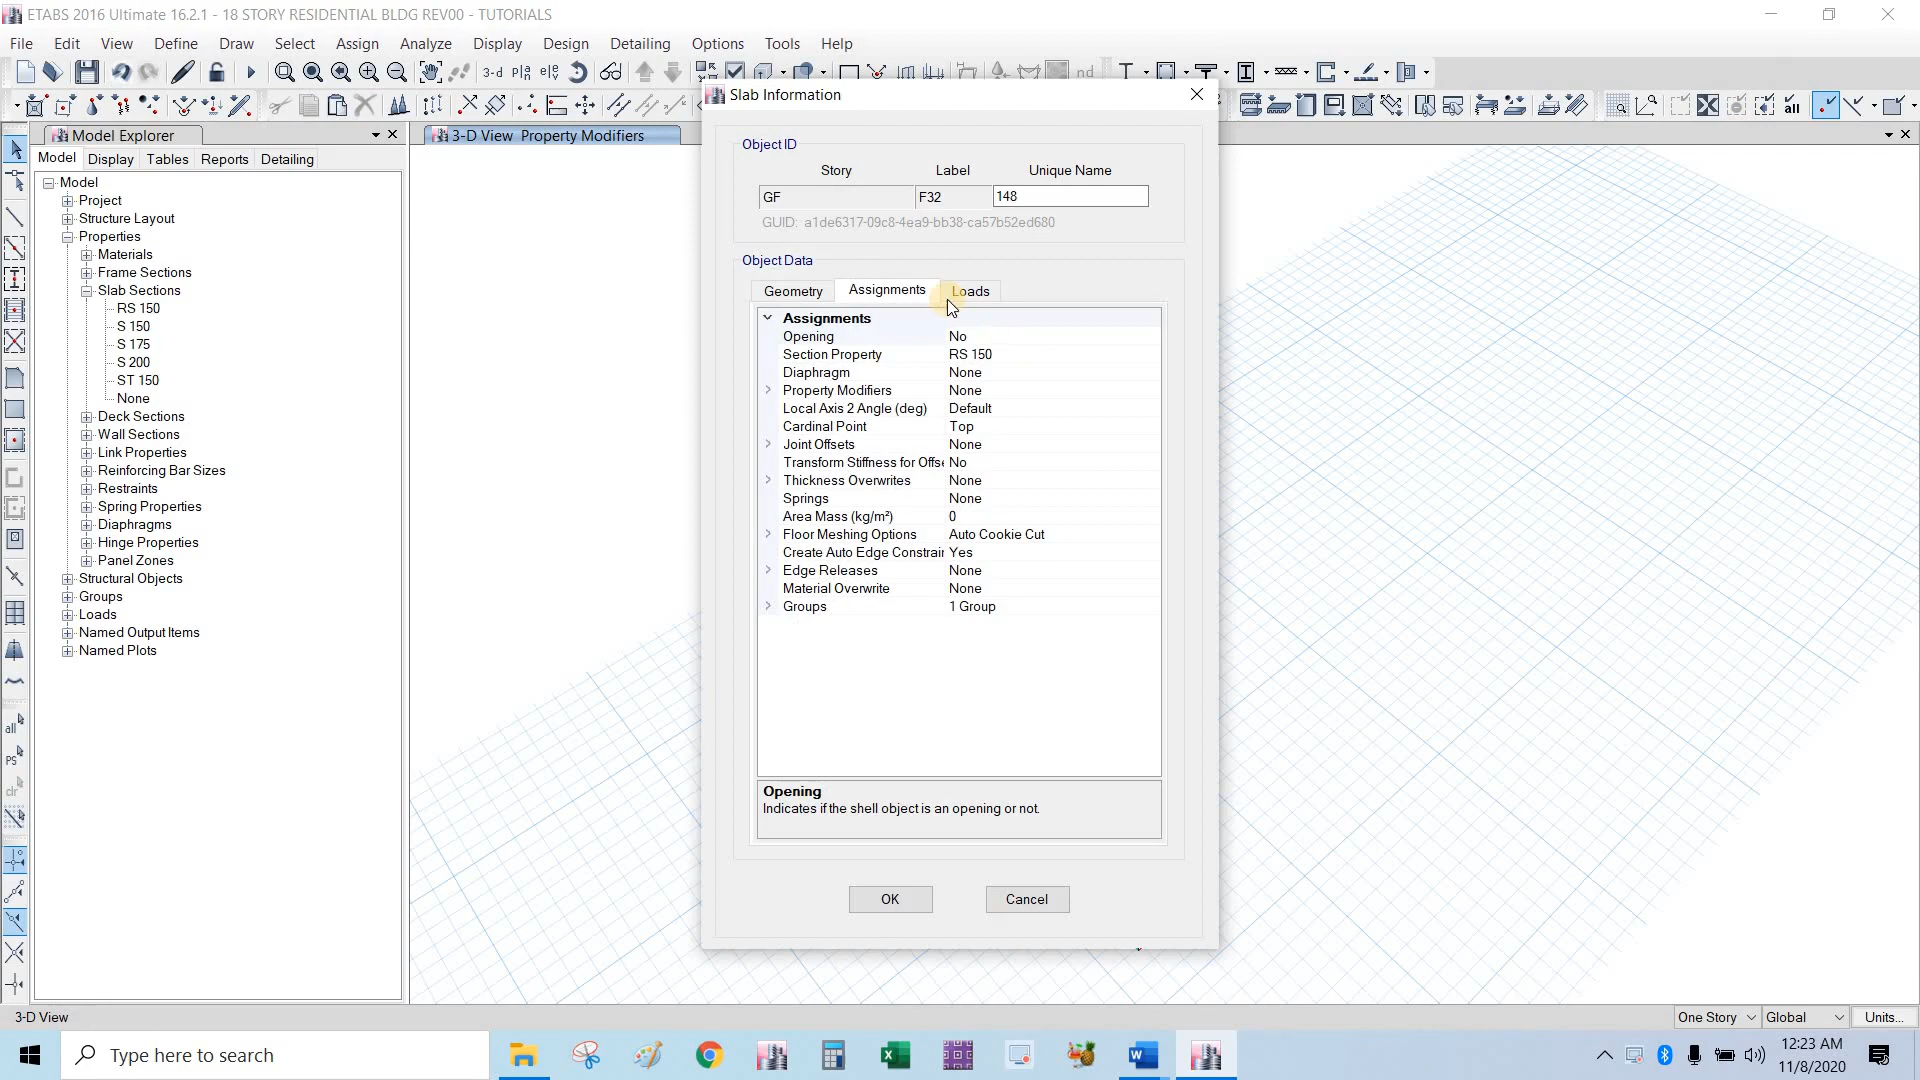 ETABS 2016 Ultimate 16.2.1 - 18 STORY RESIDENTIAL BLDG REV00 - TUTORIALS
File Edit View Define Draw Select Assign Analyze Display Design Detailing Options Tools Help
3-d
nd
Model Explorer
3-D View Property Modifiers
all
Model Display Tables Reports Detailing
Model
Project
Structure Layout
Properties
Materials
Frame Sections
Slab Sections
RS 150
S 150
S 175
S 200
ST 150
None
Deck Sections
Wall Sections
Link Properties
Reinforcing Bar Sizes
Restraints
Spring Properties
Diaphragms
Hinge Properties
Panel Zones
Structural Objects
Groups
Loads
Named Output Items
Named Plots
all
PS
clr
Slab Information
Object ID
Story Label Unique Name
GF F32 148
GUID: a1de6317-09c8-4ea9-bb38-ca57b52ed680
Object Data
Geometry Assignments Loads
Assignments
Opening No
Section Property RS 150
Diaphragm None
Property Modifiers None
Local Axis 2 Angle (deg) Default
Cardinal Point Top
Joint Offsets None
Transform Stiffness for Offse No
Thickness Overwrites None
Springs None
Area Mass (kg/m²) 0
Floor Meshing Options Auto Cookie Cut
Create Auto Edge Constrair Yes
Edge Releases None
Material Overwrite None
Groups 1 Group
Opening
Indicates if the shell object is an opening or not.
OK Cancel
3-D View
One Story Global Units...
Type here to search
12:23 AM
11/8/2020